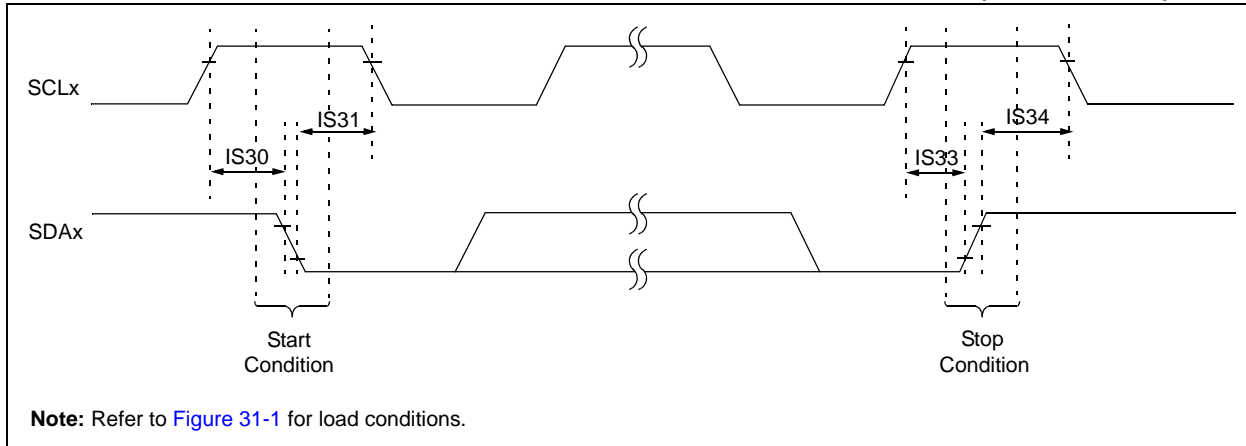 SCLx
IS31
IS34
IS30
IS33
SDAx
Start
Condition
Stop
Condition
Note: Refer to Figure 31-1 for load conditions.